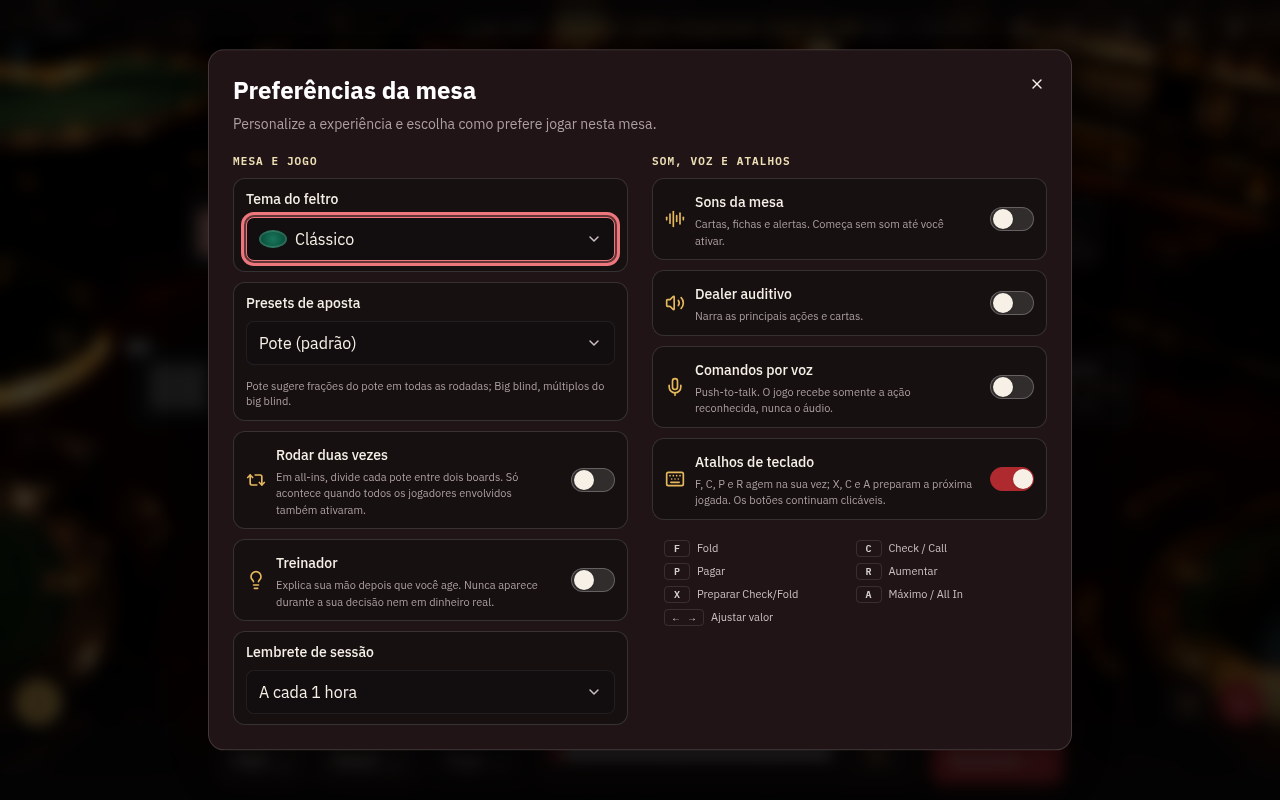 Preferências da mesa
Personalize a experiência e escolha como prefere jogar nesta mesa.
MESA E JOGO
Tema do feltro
Clássico
Presets de aposta
Pote (padrão)
Pote sugere frações do pote em todas as rodadas; Big blind, múltiplos do
big blind.
Rodar duas vezes
Em all-ins, divide cada pote entre dois boards. Só
acontece quando todos os jogadores envolvidos
também ativaram.
Treinador
Explica sua mão depois que você age. Nunca aparece
durante a sua decisão nem em dinheiro real.
Lembrete de sessão
A cada 1 hora
SOM, VOZ E ATALHOS
Sons da mesa
Cartas, fichas e alertas. Começa sem som até você
ativar.
Dealer auditivo
Narra as principais ações e cartas.
Comandos por voz
Push-to-talk. O jogo recebe somente a ação
reconhecida, nunca o áudio.
Atalhos de teclado
F, C, P e R agem na sua vez; X, C e A preparam a próxima
jogada. Os botões continuam clicáveis.
F Fold
C Check / Call
P Pagar
R Aumentar
X Preparar Check/Fold
A Máximo / All In
← → Ajustar valor